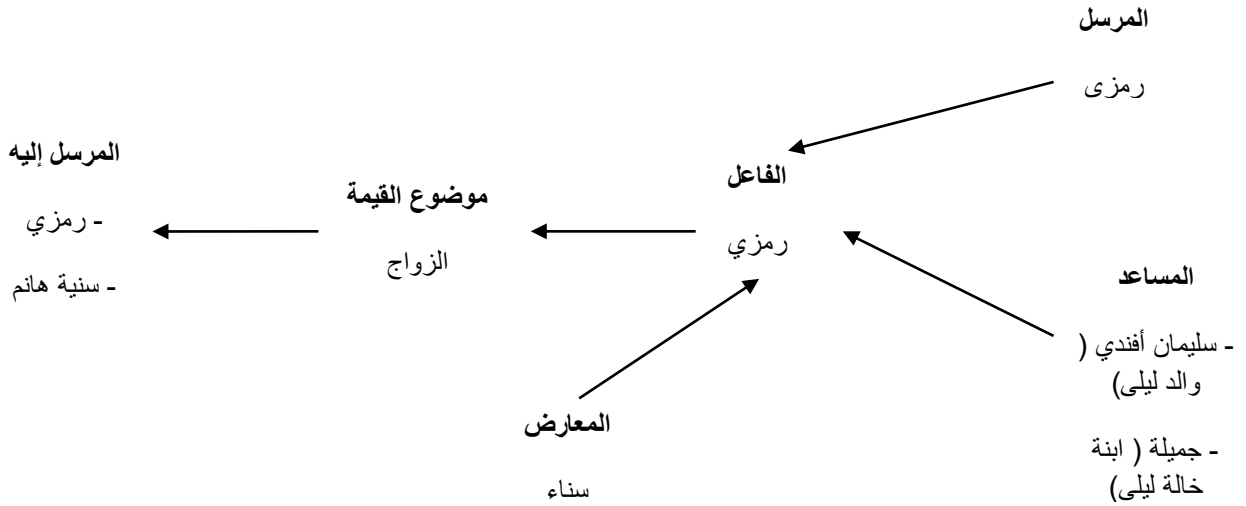 المرسل
رمزى
المرسل إليه
- رمزي
- سنية هانم
موضوع القيمة
الزواج
الفاعل
رمزي
المساعد
- سليمان أفندي (
والد ليلى)
- جميلة ( ابنة
خالة ليلى)
المعارض
سناء